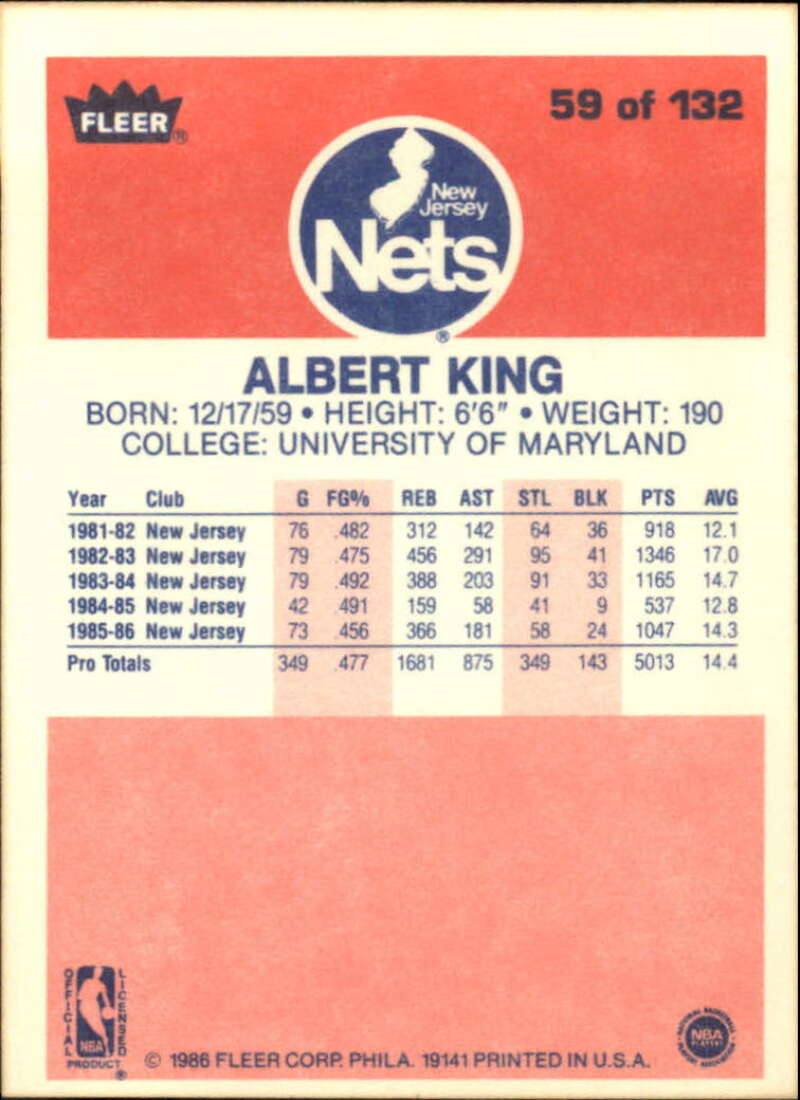 FLEER ®
59 of 132
New
Jersey
Nets
®
ALBERT KING
BORN: 12/17/59 • HEIGHT: 6'6" • WEIGHT: 190
COLLEGE: UNIVERSITY OF MARYLAND
Year Club G FG% REB AST STL BLK PTS AVG
1981-82 New Jersey 76 .482 312 142 64 36 918 12.1
1982-83 New Jersey 79 .475 456 291 95 41 1346 17.0
1983-84 New Jersey 79 .492 388 203 91 33 1165 14.7
1984-85 New Jersey 42 .491 159 58 41 9 537 12.8
1985-86 New Jersey 73 .456 366 181 58 24 1047 14.3
Pro Totals 349 .477 1681 875 349 143 5013 14.4
OFFICIAL
LICENSED
NBA
PRODUCT ®
© 1986 FLEER CORP. PHILA. 19141 PRINTED IN U.S.A.
NATIONAL BASKETBALL
NBA
PLAYERS
PLAYERS ASSOCIATION